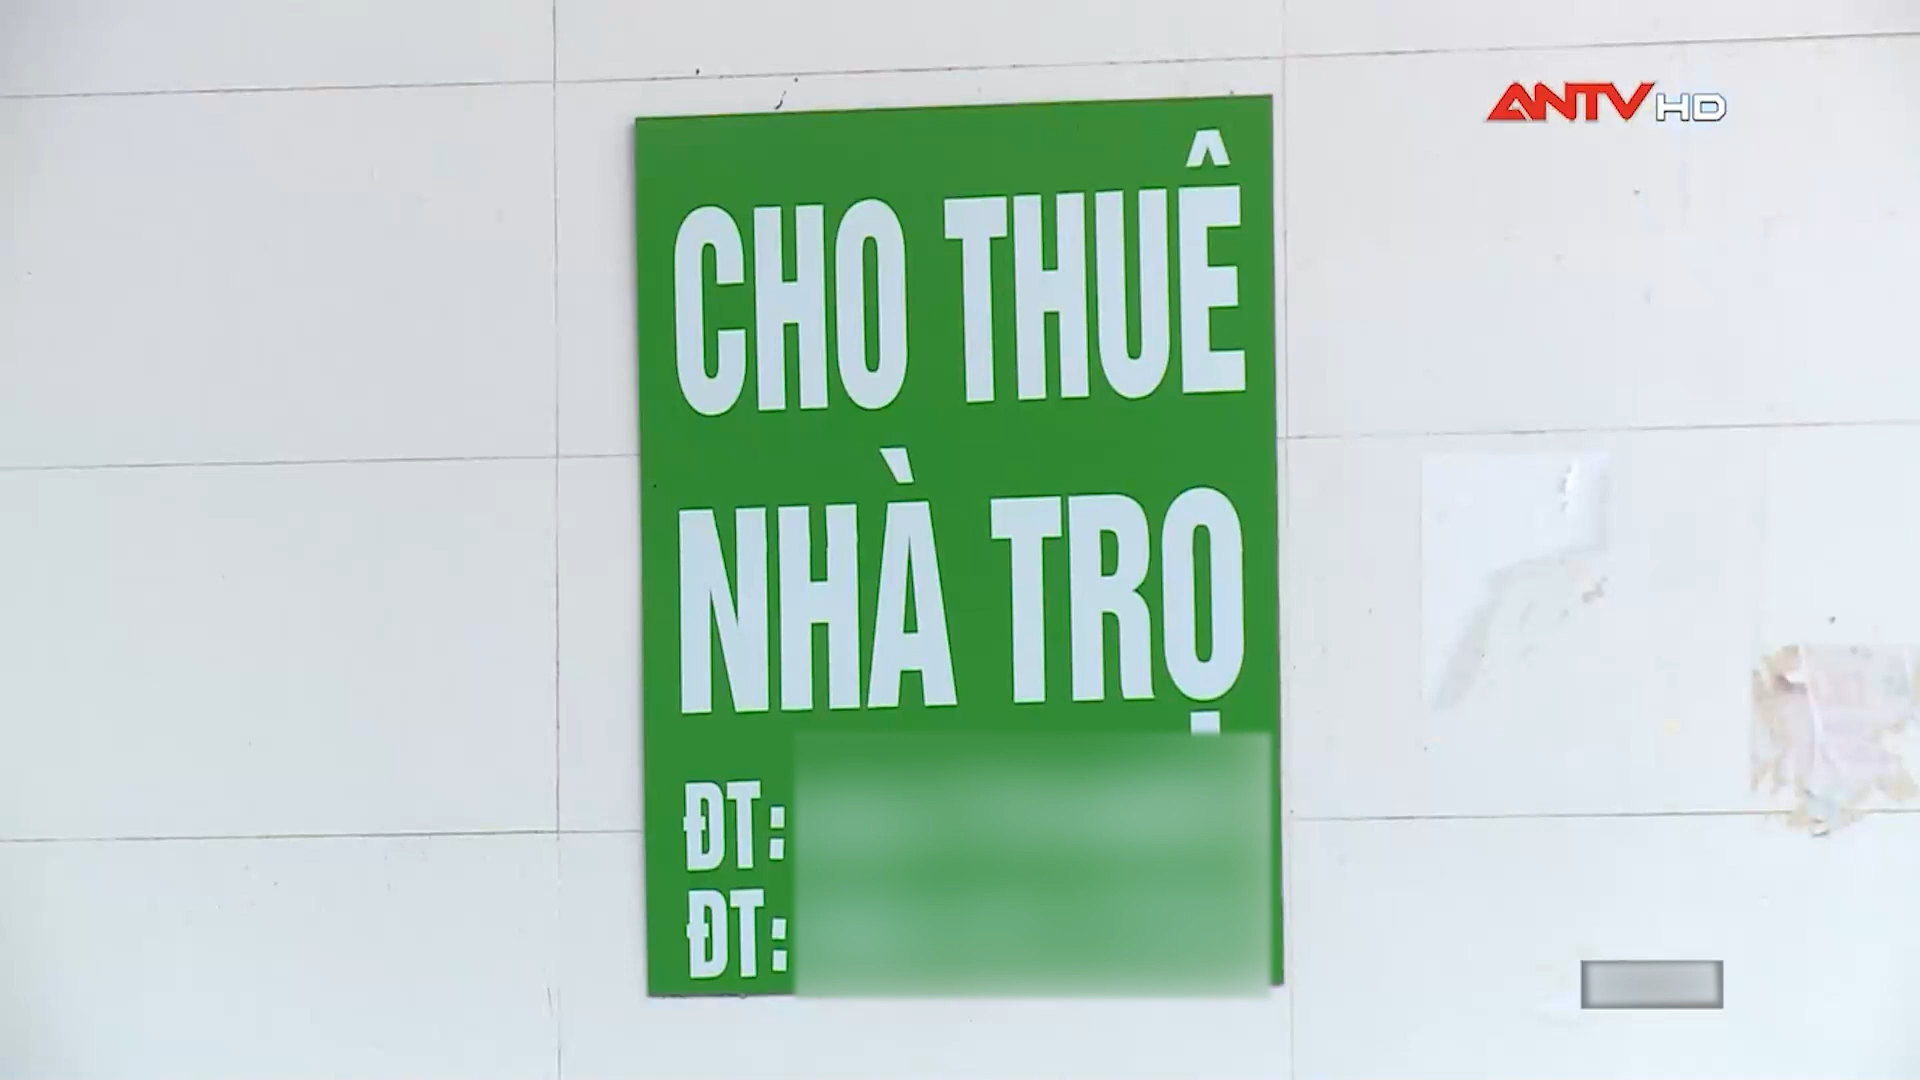 ANTV HD
CHO THUÊ
NHÀ TRỌ
ĐT:
ĐT: